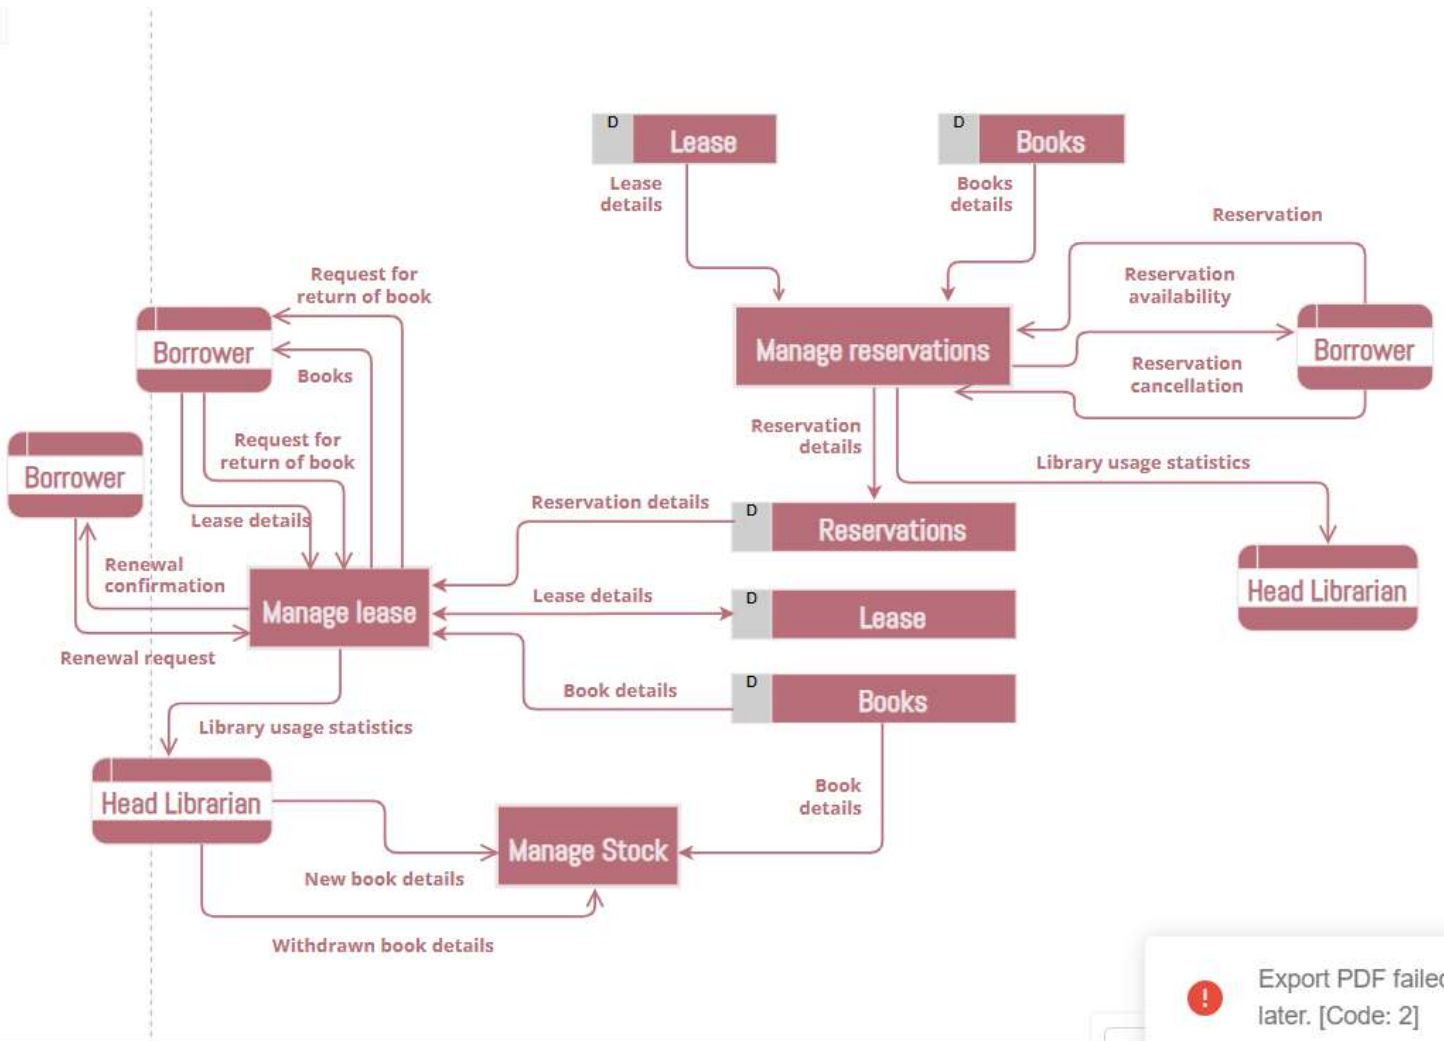 D
Lease
D
Books
Lease
details
Books
details
Reservation
Request for
return of book
Reservation
availability
Borrower
Books
Manage reservations
Borrower
Reservation
cancellation
Request for
return of book
Reservation
details
Borrower
Library usage statistics
Lease details
Reservation details
D
Reservations
Renewal
confirmation
Manage lease
Lease details
D
Lease
Head Librarian
Renewal request
Book details
D
Books
Library usage statistics
Head Librarian
Book
details
Manage Stock
New book details
Withdrawn book details
Export PDF failed
later. [Code: 2]